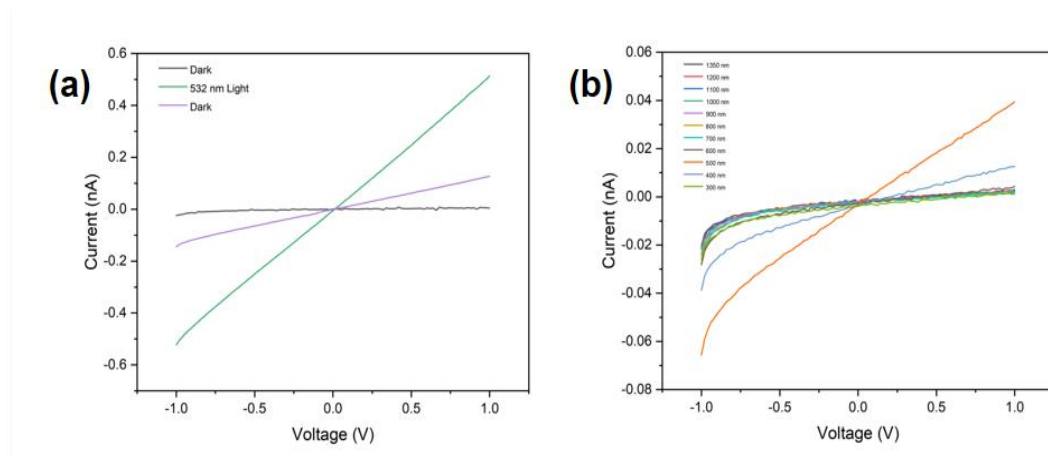 (a)
Dark
532 nm Light
Dark
0.6
0.4
0.2
0.0
-0.2
-0.4
-0.6
Current (nA)
-1.0 -0.5 0.0 0.5 1.0
Voltage (V)
(b)
1350 nm
1200 nm
1100 nm
1000 nm
900 nm
800 nm
700 nm
600 nm
500 nm
400 nm
300 nm
0.06
0.04
0.02
0.00
-0.02
-0.04
-0.06
-0.08
Current (nA)
-1.0 -0.5 0.0 0.5 1.0
Voltage (V)